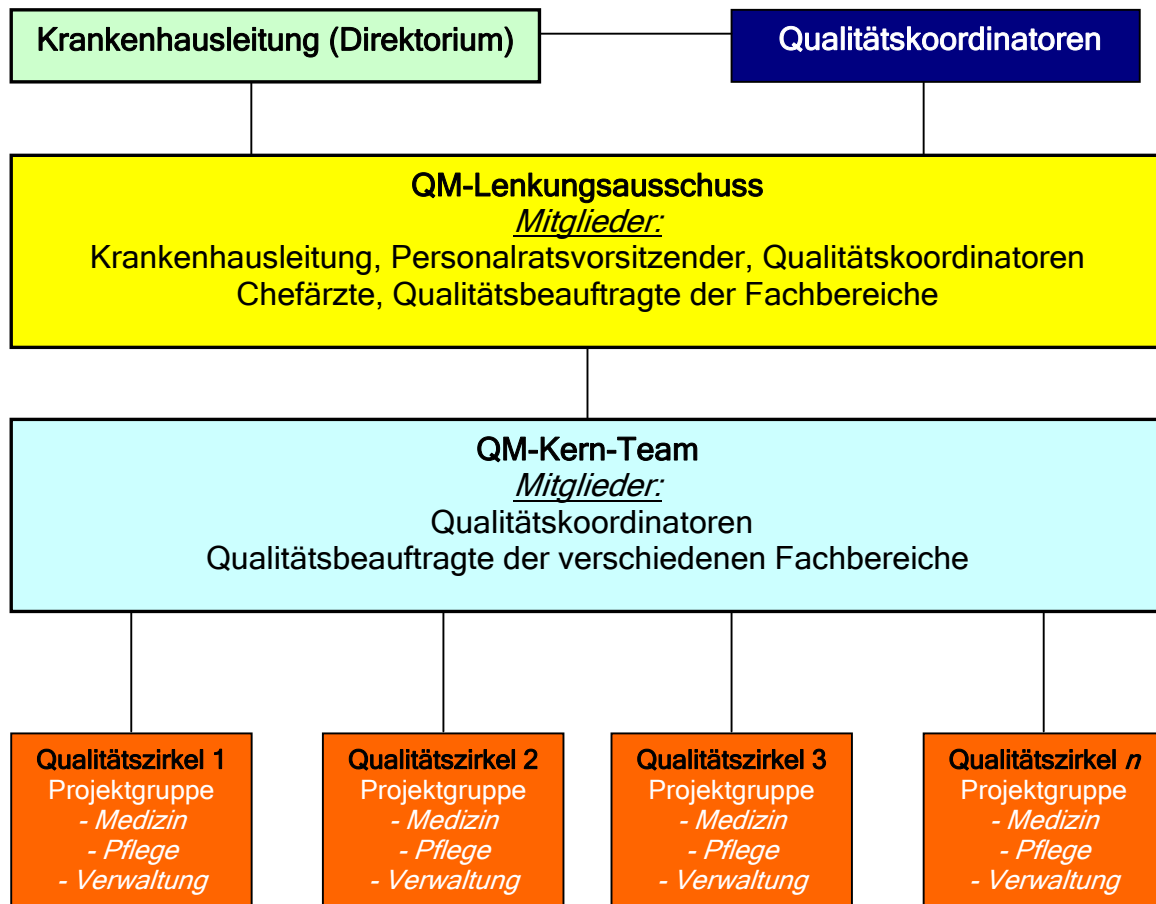 Krankenhausleitung (Direktorium)
Qualitätskoordinatoren
QM-Lenkungsausschuss
Mitglieder:
Krankenhausleitung, Personalratsvorsitzender, Qualitätskoordinatoren
Chefärzte, Qualitätsbeauftragte der Fachbereiche
QM-Kern-Team
Mitglieder:
Qualitätskoordinatoren
Qualitätsbeauftragte der verschiedenen Fachbereiche
Qualitätszirkel 1
Projektgruppe
- Medizin
- Pflege
- Verwaltung
Qualitätszirkel 2
Projektgruppe
- Medizin
- Pflege
- Verwaltung
Qualitätszirkel 3
Projektgruppe
- Medizin
- Pflege
- Verwaltung
Qualitätszirkel n
Projektgruppe
- Medizin
- Pflege
- Verwaltung